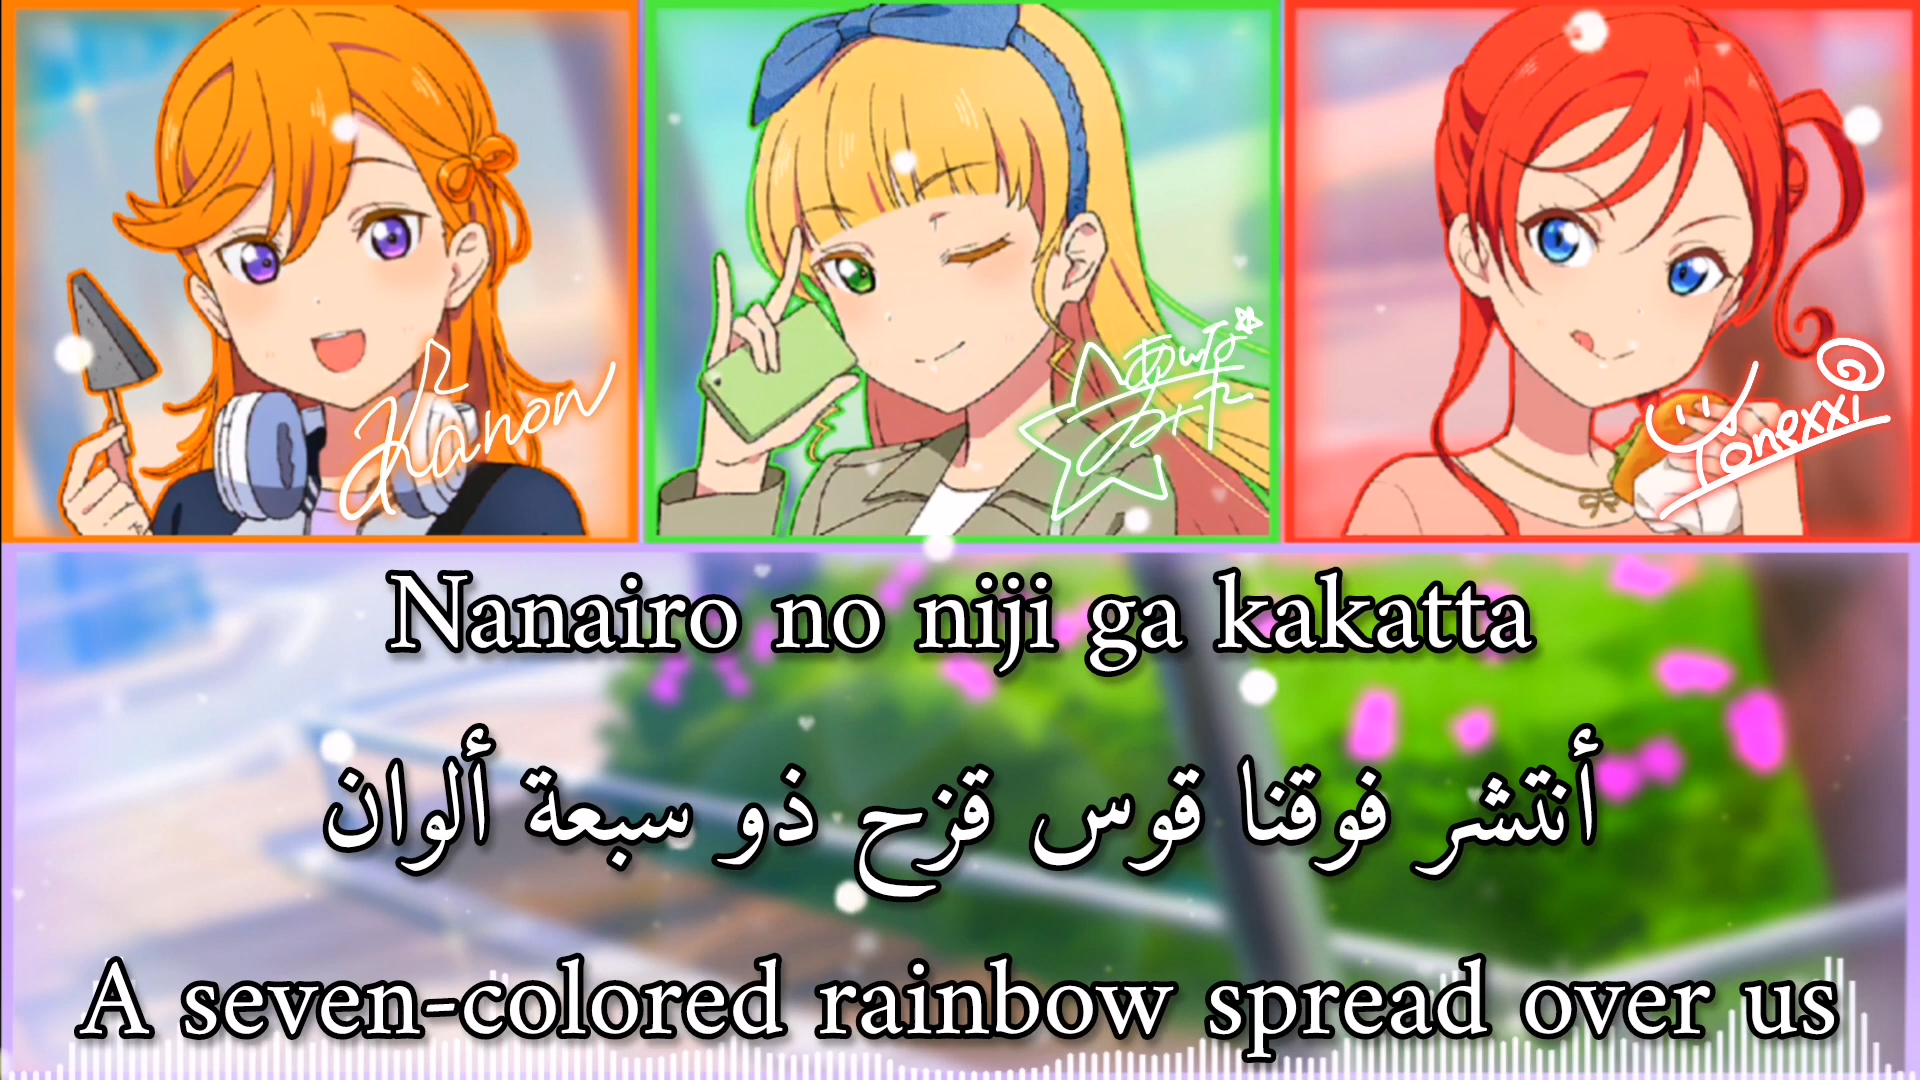 Kanon
Yonexxi
Nanairo no niji ga kakatta
أنتشر فوقنا قوس قزح ذو سبعة ألوان
A seven-colored rainbow spread over us